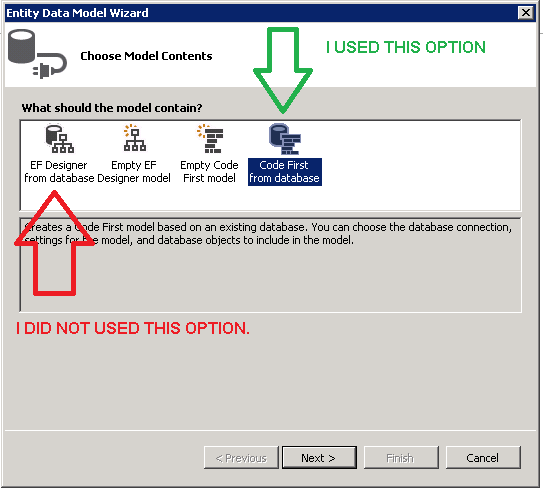 Entity Data Model Wizard
Choose Model Contents
I USED THIS OPTION
What should the model contain?
EF Designer
from database
Empty EF
Designer model
Empty Code
First model
Code First
from database
Creates a Code First model based on an existing database. You can choose the database connection,
settings for the model, and database objects to include in the model.
I DID NOT USED THIS OPTION.
< Previous
Next >
Finish
Cancel